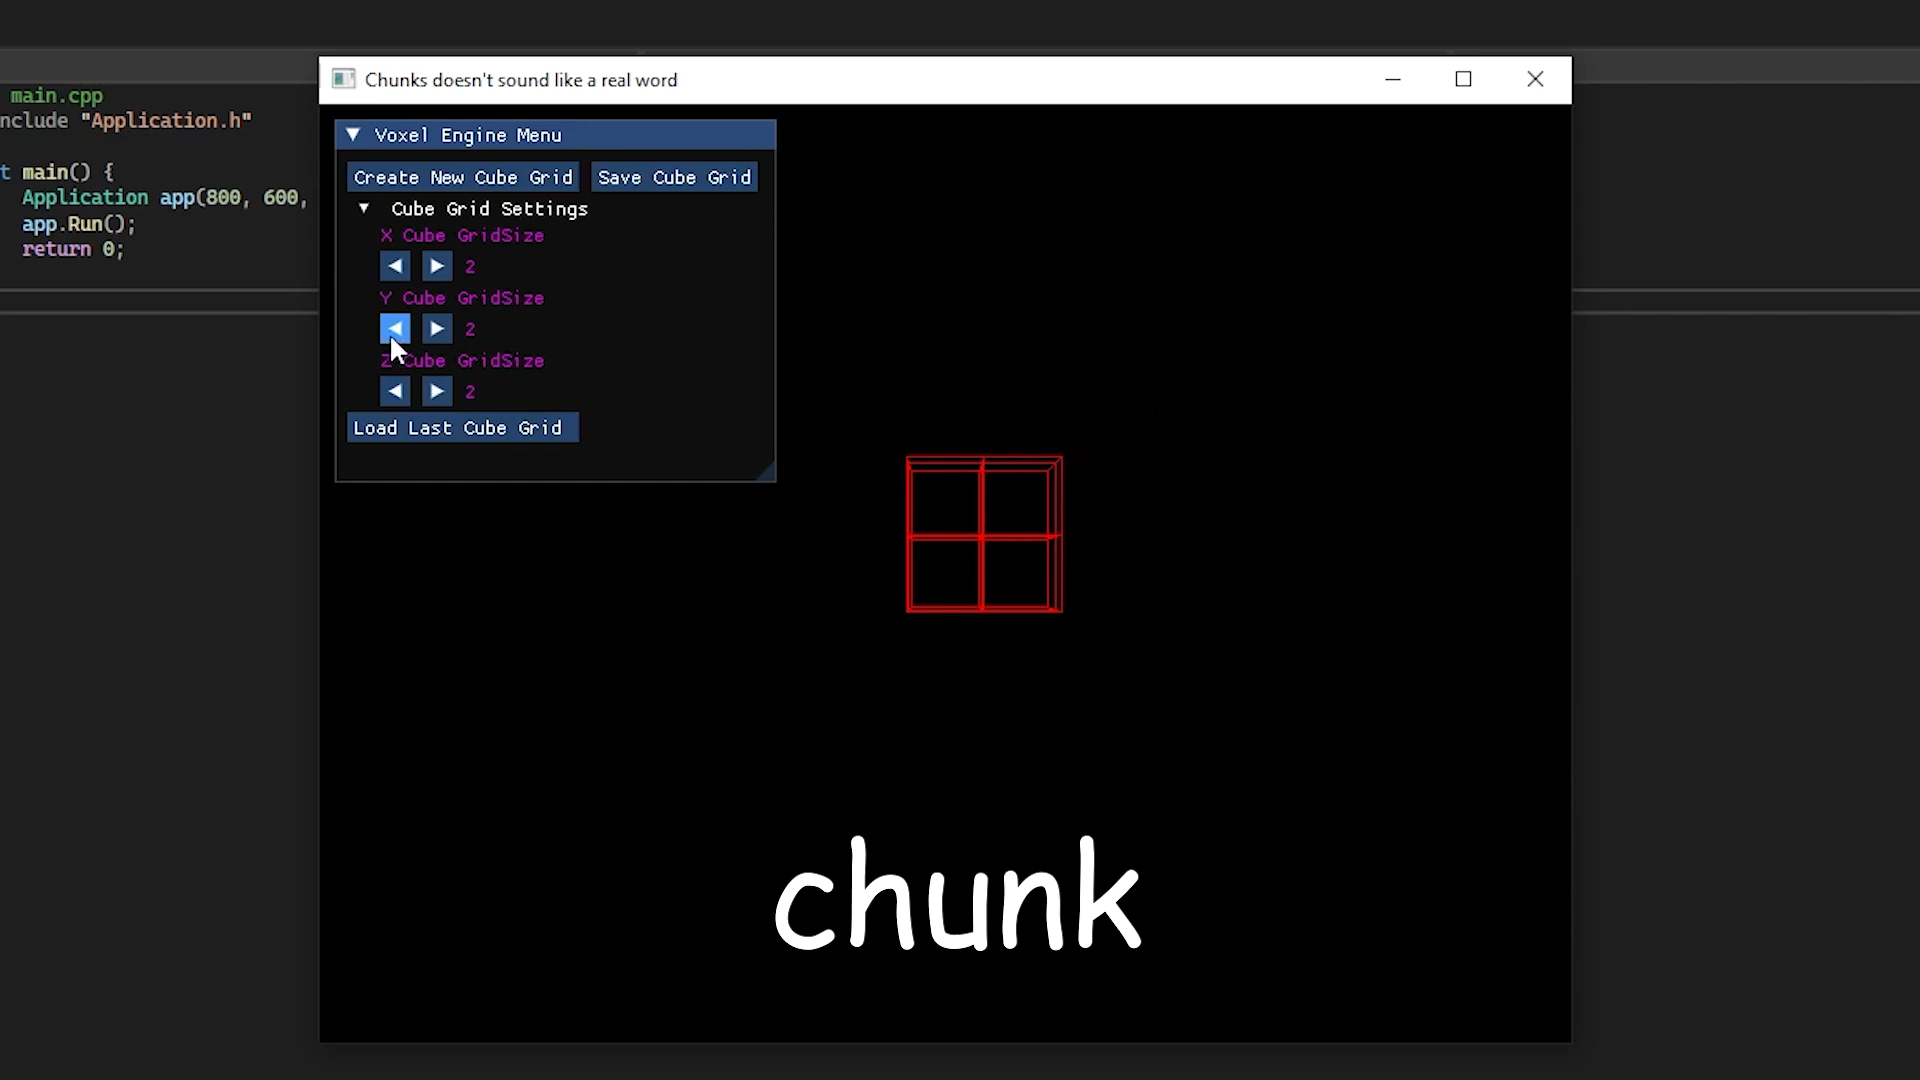 main.cpp
nclude "Application.h"
t main() {
Application app(800, 600,
app.Run();
return 0;
Chunks doesn't sound like a real word
Voxel Engine Menu
Create New Cube Grid Save Cube Grid
Cube Grid Settings
X Cube GridSize
2
Y Cube GridSize
2
Z Cube GridSize
2
Load Last Cube Grid
chunk